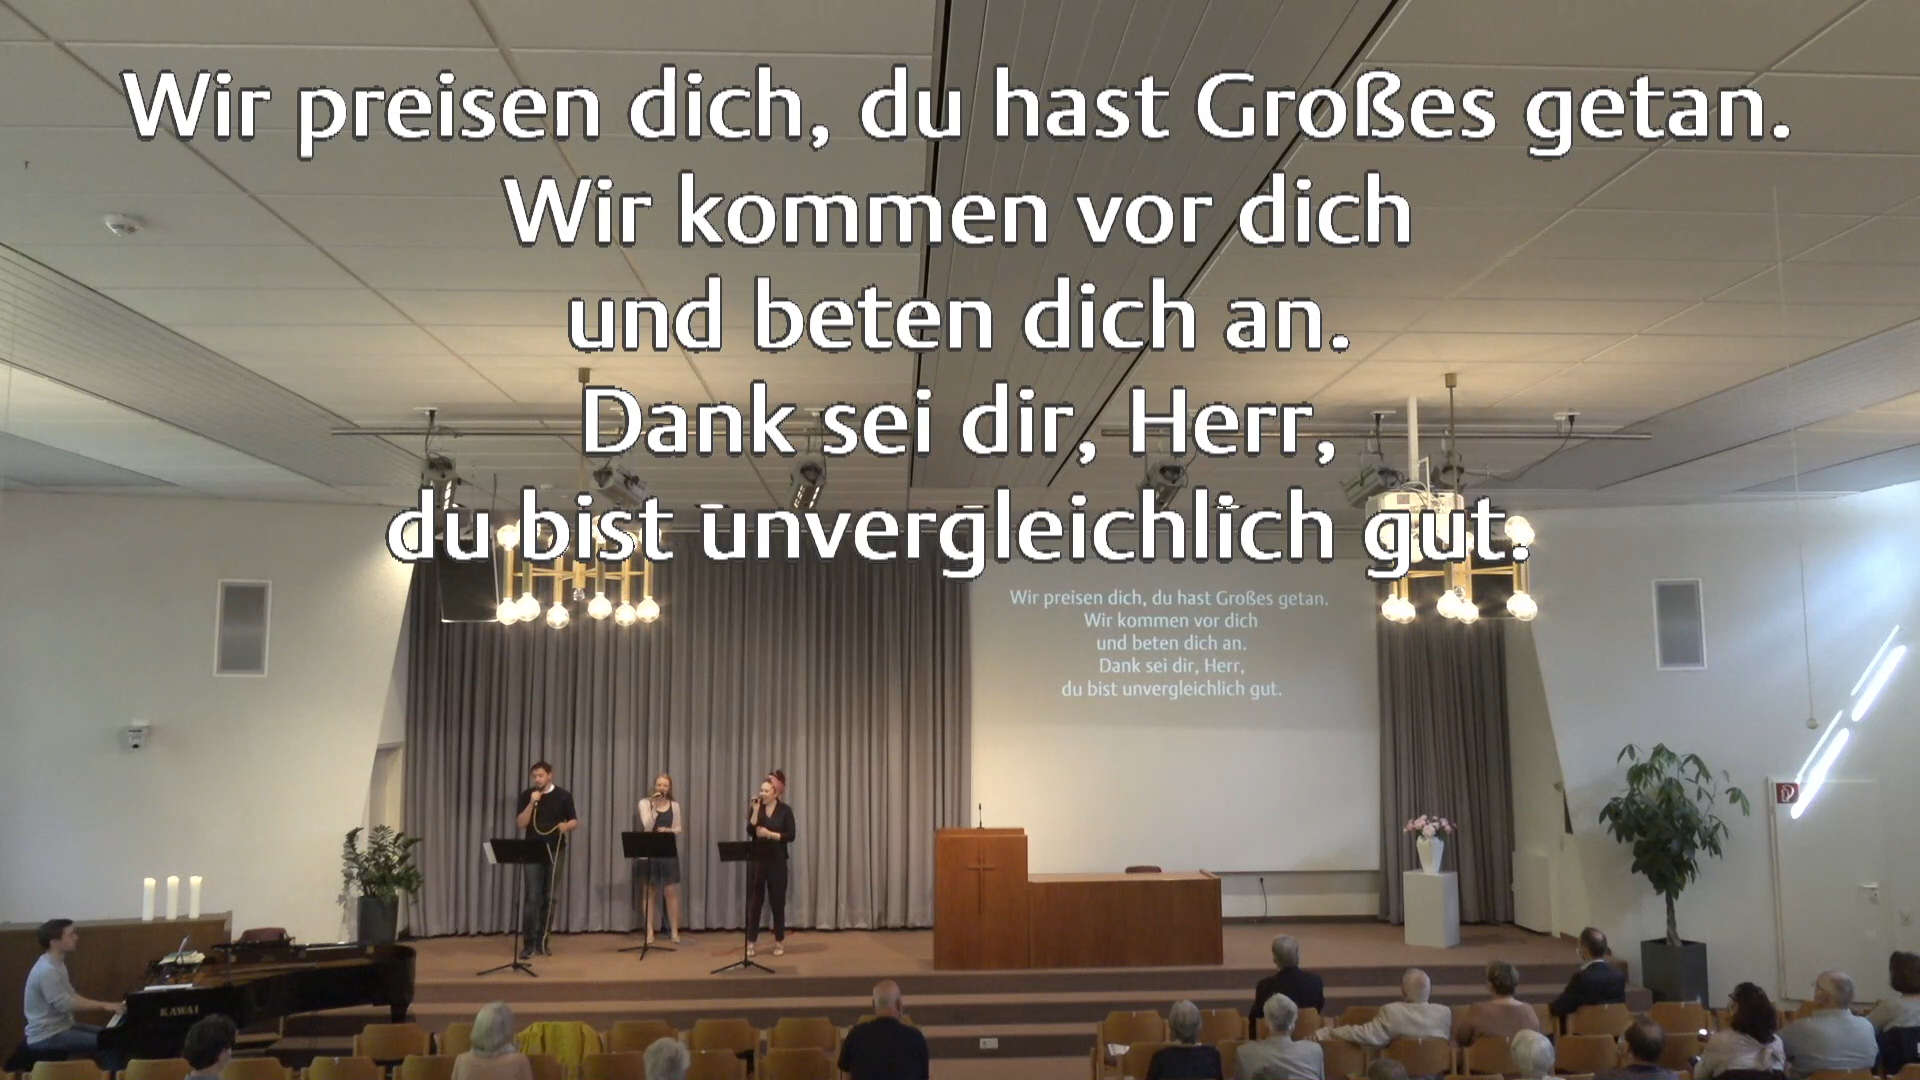 Wir preisen dich, du hast Großes getan.
Wir kommen vor dich
und beten dich an.
Dank sei dir, Herr,
du bist unvergleichlich gut.
Wir preisen dich, du hast Großes getan.
Wir kommen vor dich
und beten dich an.
Dank sei dir, Herr,
du bist unvergleichlich gut.
KAWAI